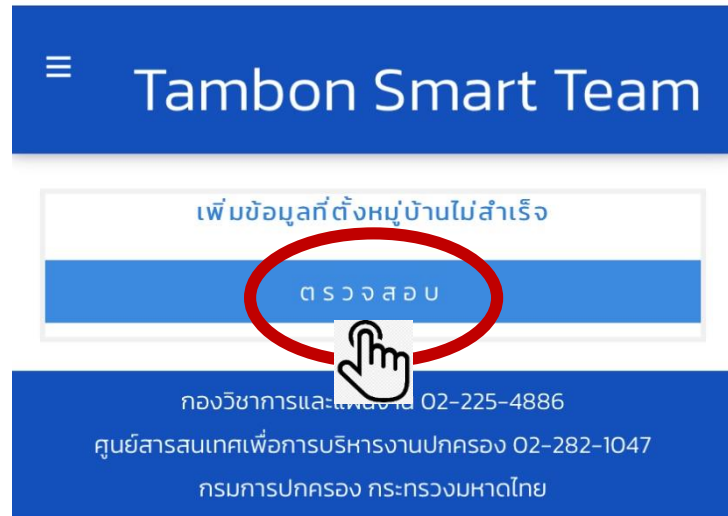 Tambon Smart Team
เพิ่มข้อมูลที่ตั้งหมู่บ้านไม่สำเร็จ
ตรวจสอบ
กองวิชาการและแผนงาน 02-225-4886
ศูนย์สารสนเทศเพื่อการบริหารงานปกครอง 02-282-1047
กรมการปกครอง กระทรวงมหาดไทย